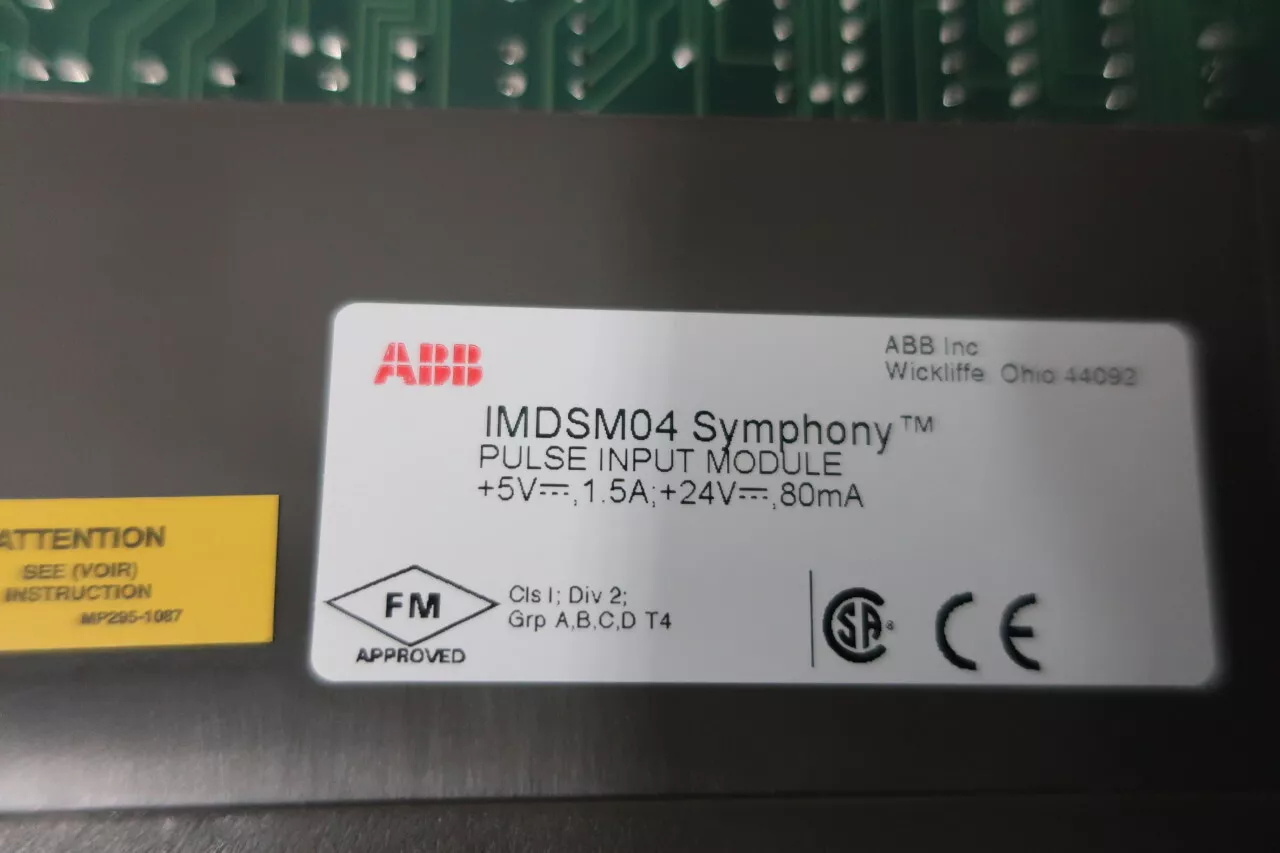 ABB
ABB Inc
Wickliffe Ohio 44092
IMDSM04 Symphony™
PULSE INPUT MODULE
+5V⎓,1.5A;+24V⎓,80mA
ATTENTION
SEE (VOIR)
INSTRUCTION
MP295-1087
FM
APPROVED
Cls I; Div 2;
Grp A,B,C,D T4
SA®
CE